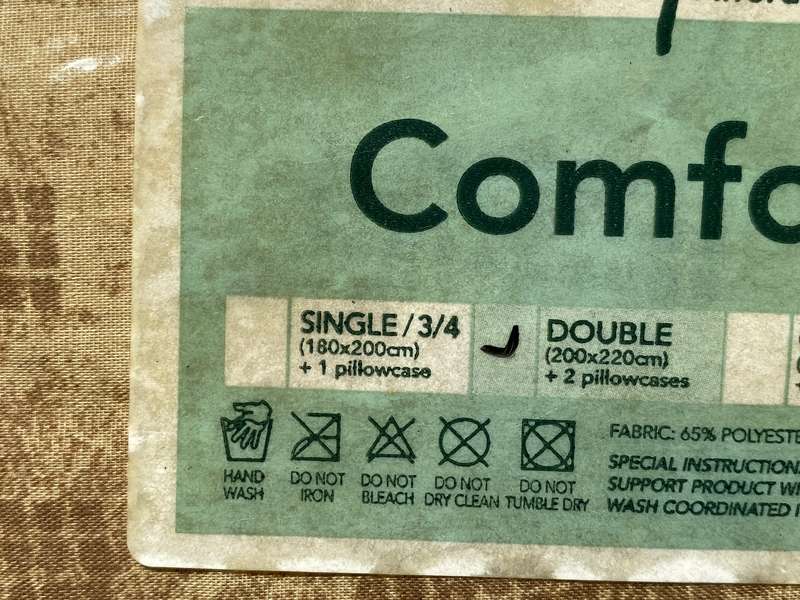 Comfo
SINGLE / 3/4
(180x200cm)
+ 1 pillowcase
DOUBLE
(200x220cm)
+ 2 pillowcases
HAND
WASH
DO NOT
IRON
DO NOT
BLEACH
DO NOT
DRY CLEAN
DO NOT
TUMBLE DRY
FABRIC: 65% POLYESTE
SPECIAL INSTRUCTION
SUPPORT PRODUCT WI
WASH COORDINATED I